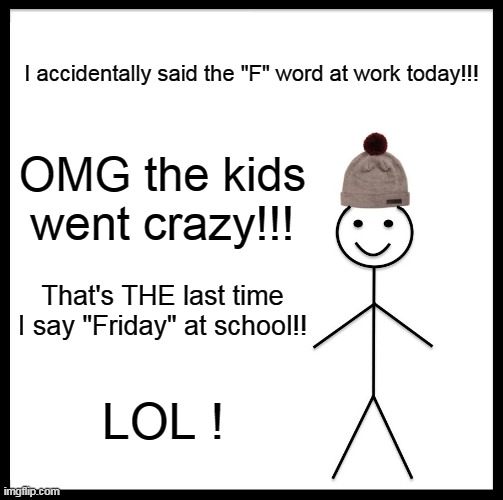 I accidentally said the "F" word at work today!!!
OMG the kids
went crazy!!!
That's THE last time
I say "Friday" at school!!
LOL !
imgflip.com